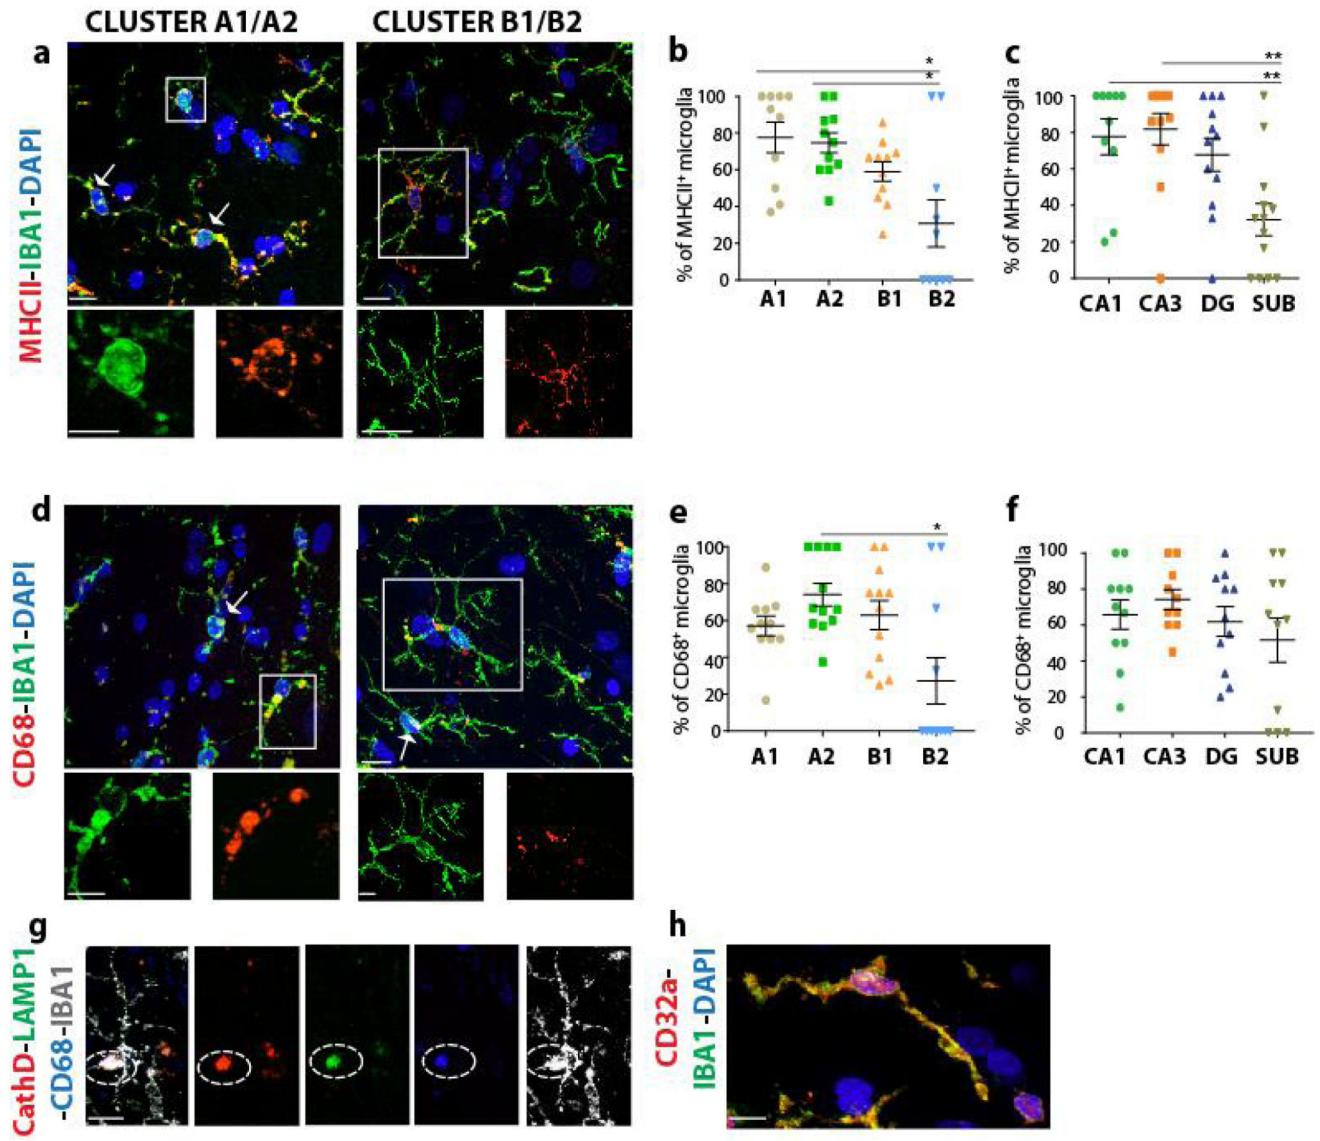 CLUSTER A1/A2
CLUSTER B1/B2
a
MHCII-IBA1-DAPI
b
% of MHCII⁺ microglia
100
80
60
40
20
0
*
*
A1 A2 B1 B2
c
% of MHCII⁺ microglia
100
80
60
40
20
0
**
**
CA1 CA3 DG SUB
d
CD68-IBA1-DAPI
e
% of CD68⁺ microglia
100
80
60
40
20
0
*
A1 A2 B1 B2
f
% of CD68⁺ microglia
100
80
60
40
20
0
CA1 CA3 DG SUB
g
CathD-LAMP1
-CD68-IBA1
h
CD32a-
IBA1-DAPI